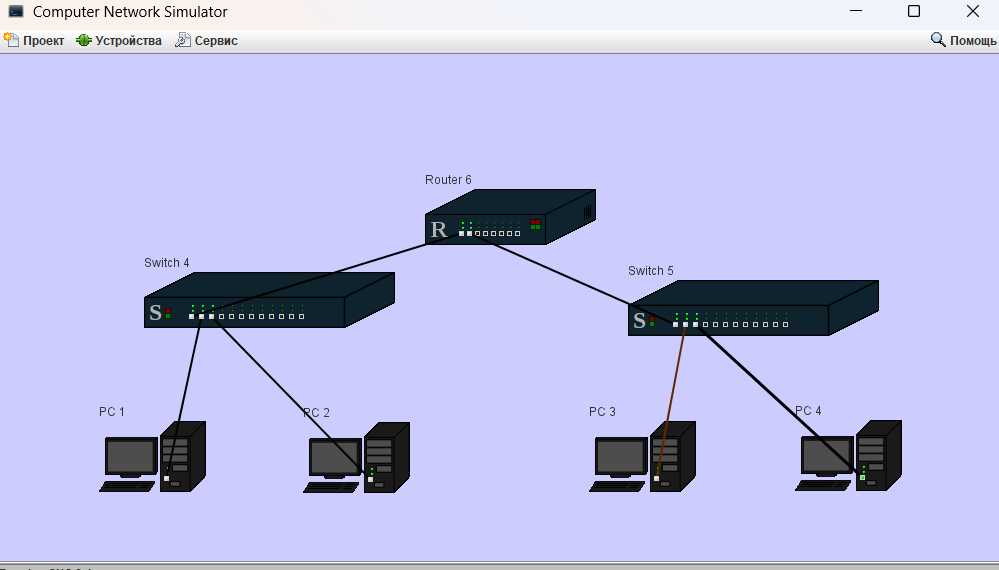 Computer Network Simulator
Проект Устройства Сервис Помощь
Router 6
R
Switch 4
S
Switch 5
S
PC 1
PC 2
PC 3
PC 4